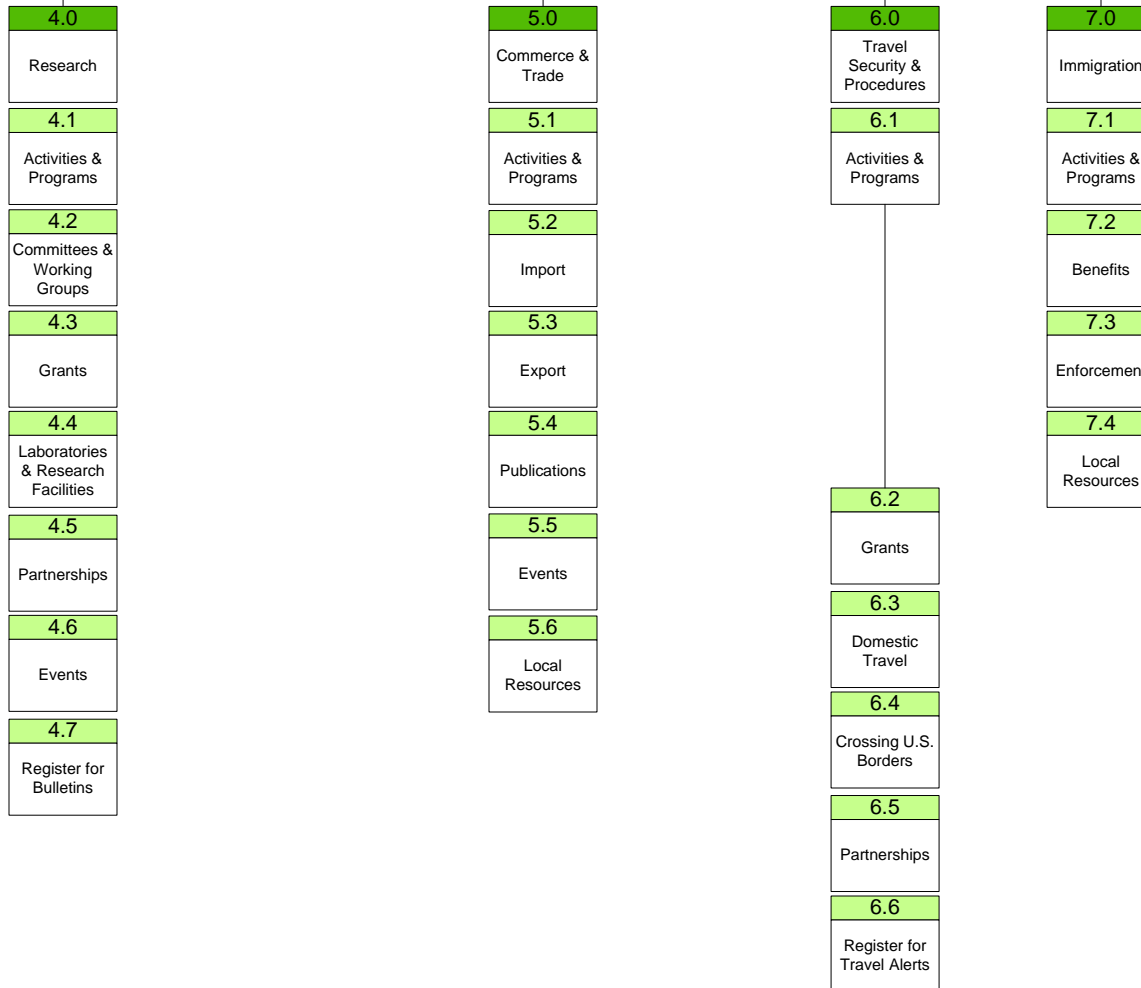 4.0
Research
4.1
Activities &
Programs
4.2
Committees &
Working
Groups
4.3
Grants
4.4
Laboratories
& Research
Facilities
4.5
Partnerships
4.6
Events
4.7
Register for
Bulletins
5.0
Commerce &
Trade
5.1
Activities &
Programs
5.2
Import
5.3
Export
5.4
Publications
5.5
Events
5.6
Local
Resources
6.0
Travel
Security &
Procedures
6.1
Activities &
Programs
6.2
Grants
6.3
Domestic
Travel
6.4
Crossing U.S.
Borders
6.5
Partnerships
6.6
Register for
Travel Alerts
7.0
Immigration
7.1
Activities &
Programs
7.2
Benefits
7.3
Enforcemen
7.4
Local
Resources